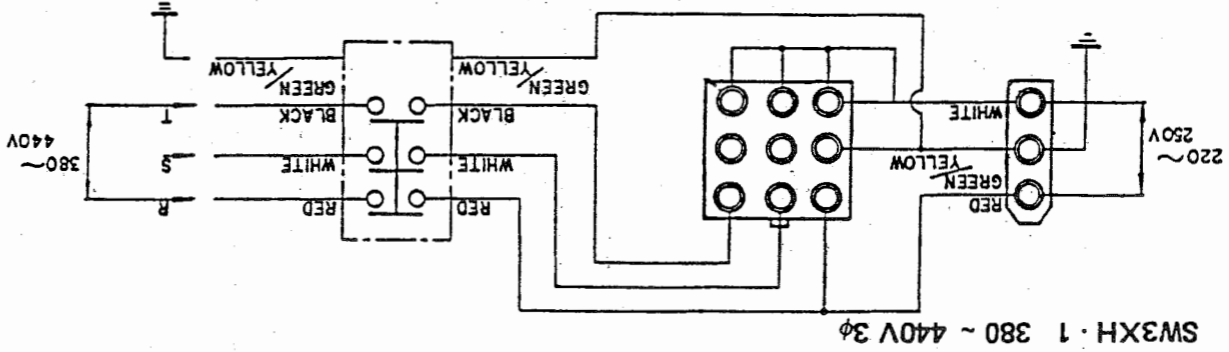 SW3XH·1 380 ~ 440V 3φ
220~
250V
RED
GREEN/
YELLOW
WHITE
RED
WHITE
BLACK
GREEN/
YELLOW
RED
WHITE
BLACK
GREEN/
YELLOW
R
S
T
380~
440V